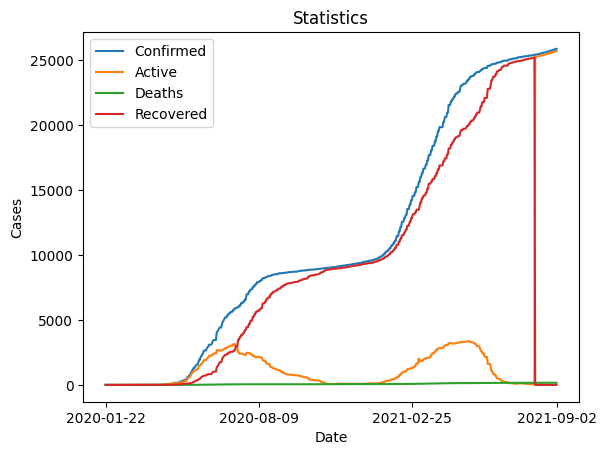 Statistics
Confirmed
Active
Deaths
Recovered
Cases
25000
20000
15000
10000
5000
0
2020-01-22
2020-08-09
2021-02-25
2021-09-02
Date